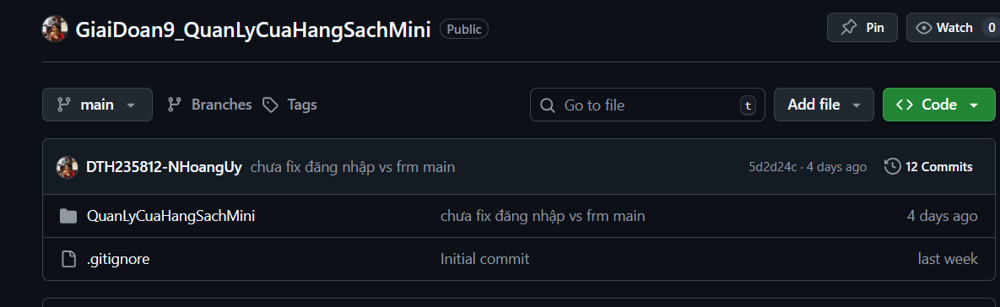 GiaiDoan9_QuanLyCuaHangSachMini Public Pin Watch 0
main Branches Tags Go to file t Add file Code
DTH235812-NHoangUy chưa fix đăng nhập vs frm main 5d2d24c · 4 days ago 12 Commits
QuanLyCuaHangSachMini chưa fix đăng nhập vs frm main 4 days ago
.gitignore Initial commit last week